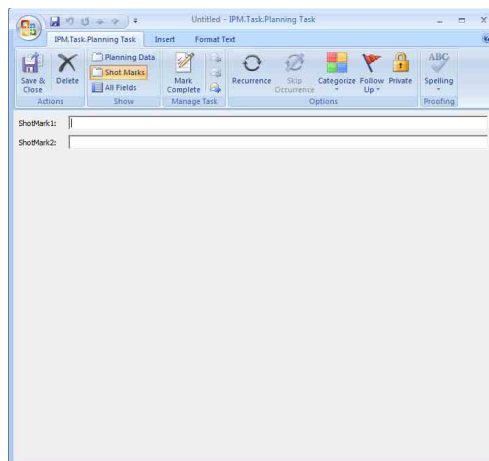 Untitled - IPM.Task.Planning Task
IPM.Task.Planning Task Insert Format Text
Save & Close
Delete
Planning Data
Shot Marks
All Fields
Mark Complete
Recurrence
Skip Occurrence
Categorize
Follow Up
Private
ABC
Spelling
Actions Show Manage Task Options Proofing
ShotMark1:
ShotMark2: